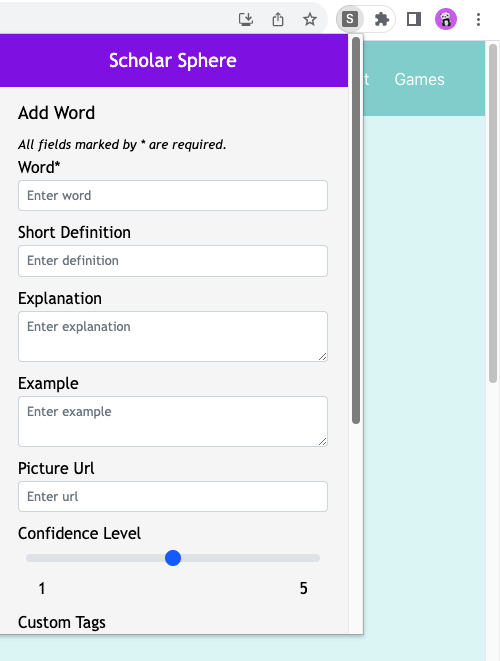 S
Scholar Sphere
t Games
Add Word
All fields marked by * are required.
Word*
Enter word
Short Definition
Enter definition
Explanation
Enter explanation
Example
Enter example
Picture Url
Enter url
Confidence Level
1 5
Custom Tags